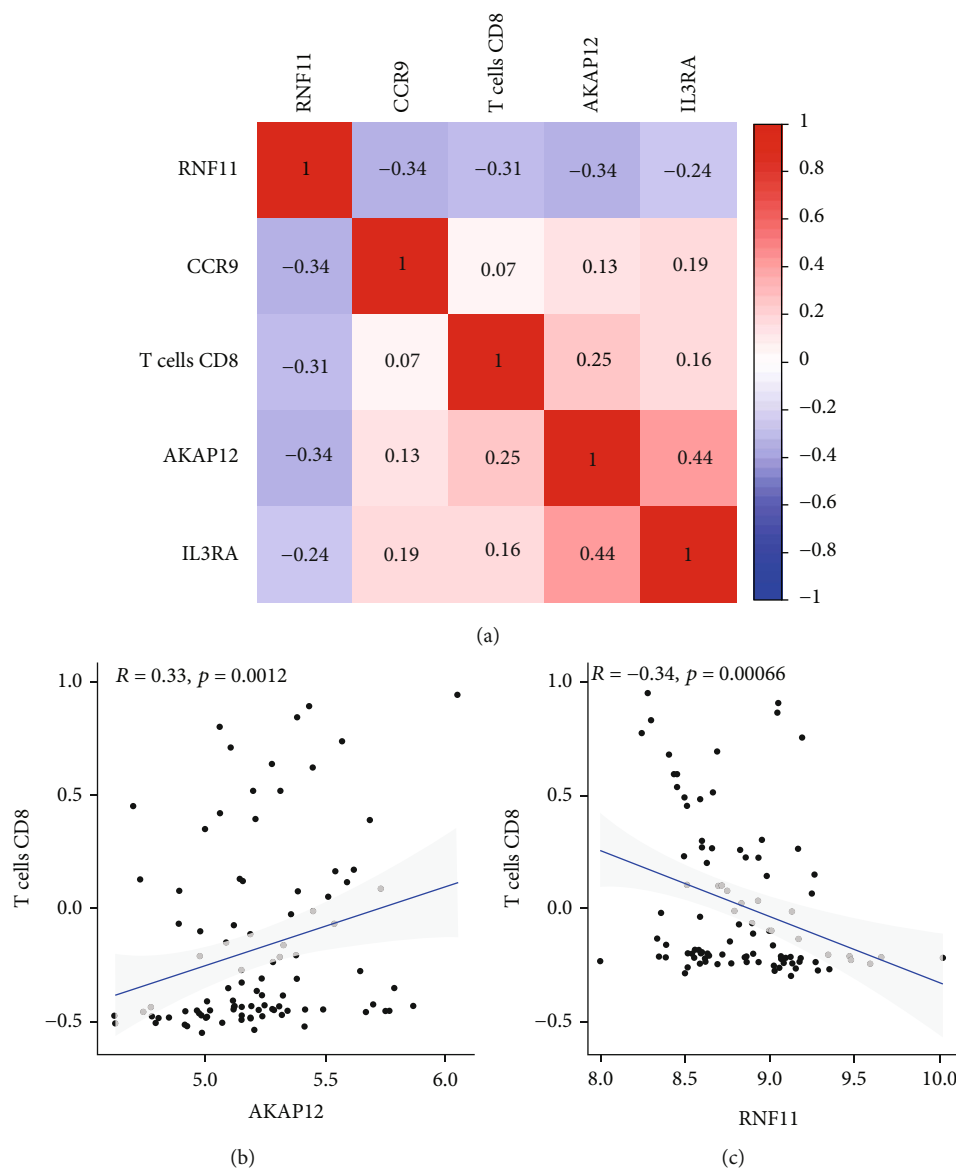 RNF11 CCR9 T cells CD8 AKAP12 IL3RA
RNF11 1 −0.34 −0.31 −0.34 −0.24
CCR9 −0.34 1 0.07 0.13 0.19
T cells CD8 −0.31 0.07 1 0.25 0.16
AKAP12 −0.34 0.13 0.25 1 0.44
IL3RA −0.24 0.19 0.16 0.44 1
1
0.8
0.6
0.4
0.2
0
−0.2
−0.4
−0.6
−0.8
−1
(a)
R = 0.33, p = 0.0012
T cells CD8
1.0
0.5
0.0
−0.5
5.0 5.5 6.0
AKAP12
(b)
R = −0.34, p = 0.00066
T cells CD8
1.0
0.5
0.0
−0.5
8.0 8.5 9.0 9.5 10.0
RNF11
(c)